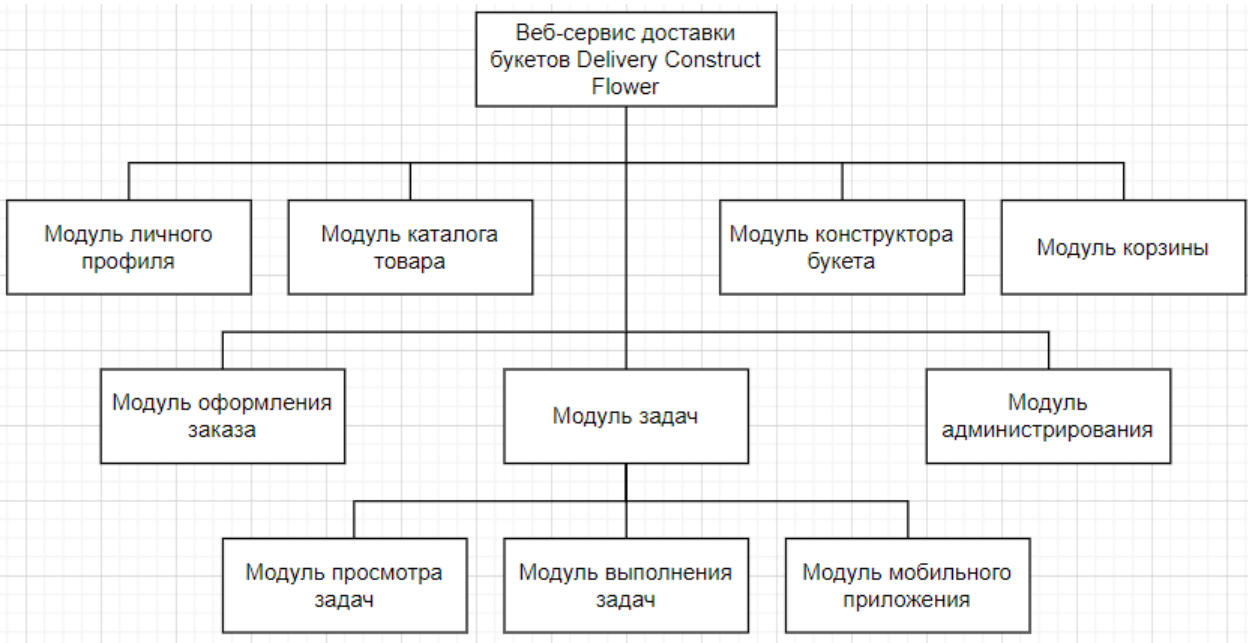 Веб-сервис доставки
букетов Delivery Construct
Flower
Модуль личного
профиля
Модуль каталога
товара
Модуль конструктора
букета
Модуль корзины
Модуль оформления
заказа
Модуль задач
Модуль
администрирования
Модуль просмотра
задач
Модуль выполнения
задач
Модуль мобильного
приложения